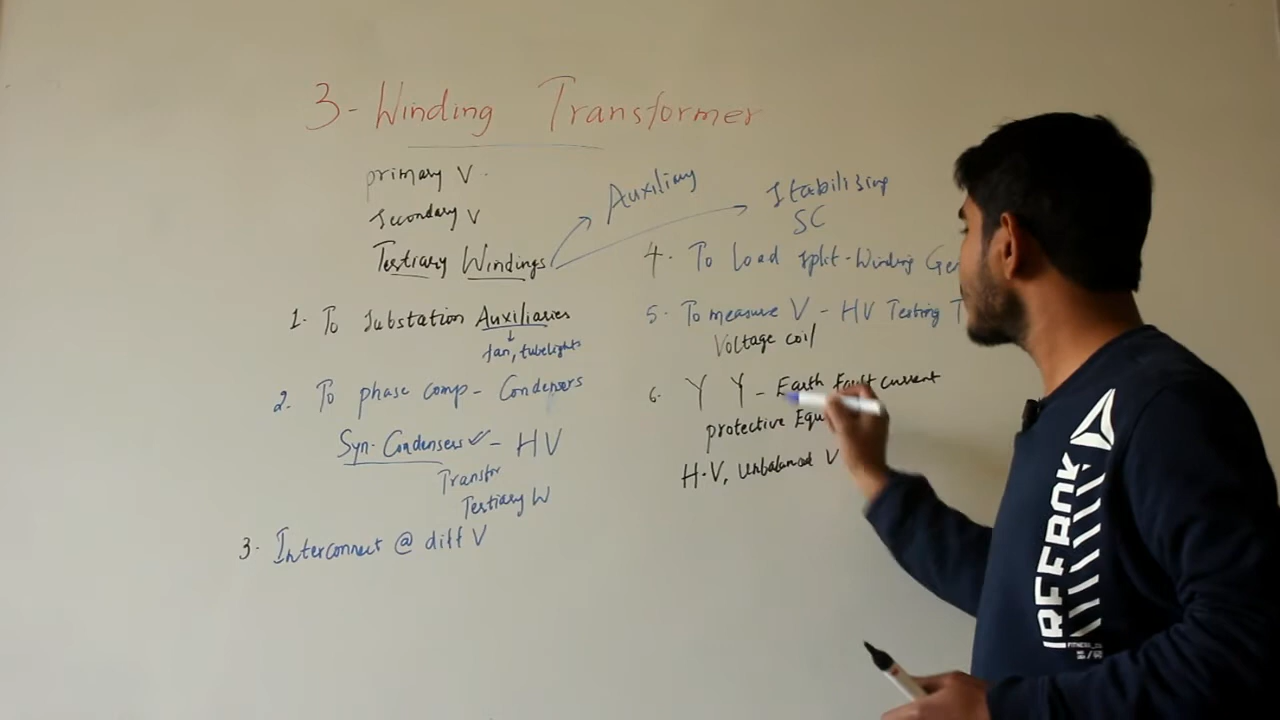 3-Winding Transformer
primary V
Secondary V
Tertiary Windings
Auxiliary
Stabilising
SC
1. To Substation Auxiliaries
fan, tubelights
2. To phase comp - Condensers
Syn-Condensers ✓ - HV
Transfor
Tertiary W
3. Interconnect @ diff V
4. To Load Split-Winding Ge
5. To measure V - HV Testing T
Voltage coil
6. Y Y - Earth Fault current
protective Equ
H.V, Unbalanced V
REEBOK